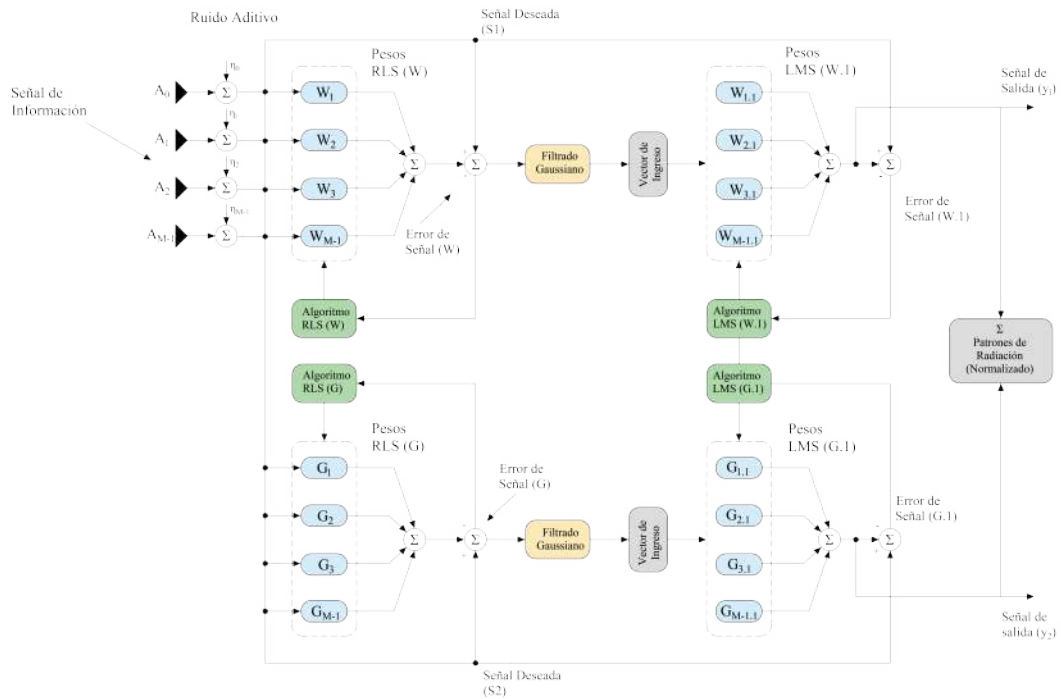 Ruido Aditivo
Señal Deseada
(S1)
Pesos
RLS (W)
Pesos
LMS (W.1)
Señal de
Salida (y1)
Señal de
Información
A0
η0
Σ
W1
W1.1
A1
η1
Σ
W2
W2.1
A2
η2
Σ
W3
W3.1
AM-1
ηM-1
Σ
WM-1
WM-1.1
Σ
Σ
Filtrado
Gaussiano
Vector de
Ingreso
Σ
Σ
Error de
Señal (W)
Error de
Señal (W.1)
Algoritmo
RLS (W)
Algoritmo
LMS (W.1)
Σ
Patrones de
Radiación
(Normalizado)
Algoritmo
RLS (G)
Algoritmo
LMS (G.1)
Pesos
RLS (G)
Pesos
LMS (G.1)
G1
G2
G3
GM-1
Σ
Σ
Error de
Señal (G)
Filtrado
Gaussiano
Vector de
Ingreso
G1.1
G2.1
G3.1
GM-1.1
Σ
Σ
Error de
Señal (G.1)
Señal de
salida (y2)
Señal Deseada
(S2)